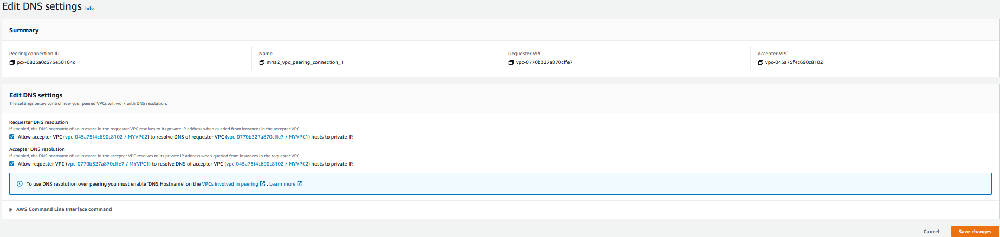 Edit DNS settings Info
Summary
Peering connection ID
pcx-0825a0c675e50164c
Name
m4a2_vpc_peering_connection_1
Requester VPC
vpc-0770b327a870cffe7
Accepter VPC
vpc-045a75f4c690c8102
Edit DNS settings
The settings below control how your peered VPCs will work with DNS resolution.
Requester DNS resolution
If enabled, the DNS hostname of an instance in the requester VPC resolves to its private IP address when queried from instances in the accepter VPC.
Allow accepter VPC (vpc-045a75f4c690c8102 / MYVPC2) to resolve DNS of requester VPC (vpc-0770b327a870cffe7 / MYVPC1) hosts to private IP.
Accepter DNS resolution
If enabled, the DNS hostname of an instance in the accepter VPC resolves to its private IP address when queried from instances in the requester VPC.
Allow requester VPC (vpc-0770b327a870cffe7 / MYVPC1) to resolve DNS of accepter VPC (vpc-045a75f4c690c8102 / MYVPC2) hosts to private IP.
To use DNS resolution over peering you must enable 'DNS Hostname' on the VPCs involved in peering . Learn more
AWS Command Line Interface command
Cancel
Save changes